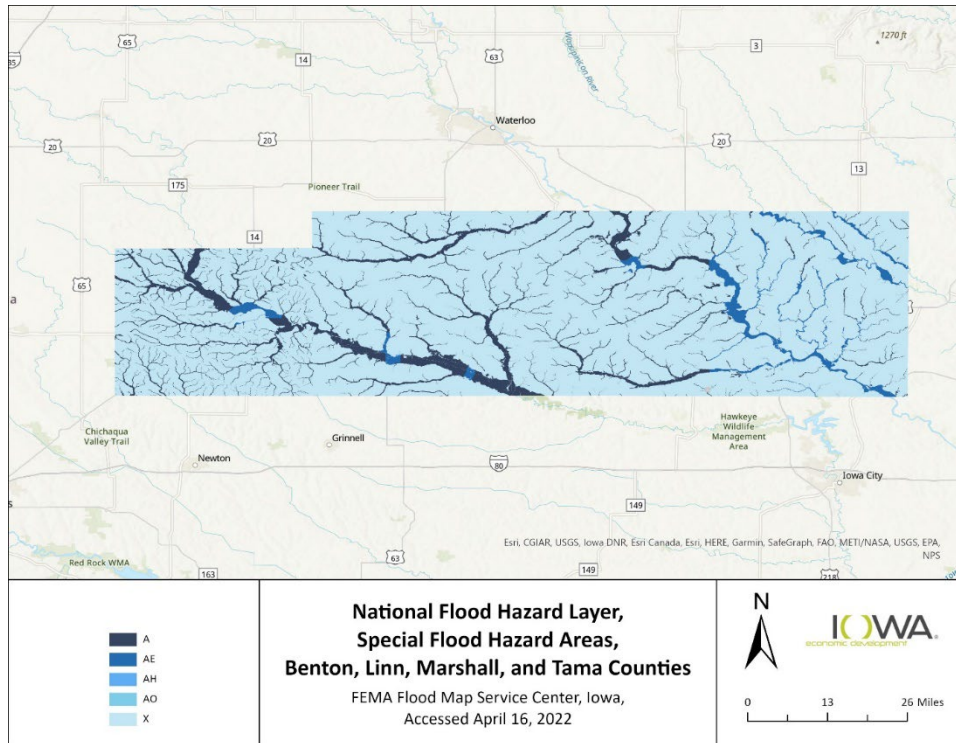 65
63
3
1270 ft
14
Wapsipinicon River
35
Waterloo
20
20
20
13
175
Pioneer Trail
14
65
a
Chichaqua
Valley Trail
Grinnell
Hawkeye
Wildlife
Management
Area
Newton
80
Iowa City
s
149
Esri, CGIAR, USGS, Iowa DNR, Esri Canada, Esri, HERE, Garmin, SafeGraph, FAO, METI/NASA, USGS, EPA,
NPS
Red Rock WMA
163
63
149
218
A
AE
AH
AO
X
National Flood Hazard Layer,
Special Flood Hazard Areas,
Benton, Linn, Marshall, and Tama Counties
FEMA Flood Map Service Center, Iowa,
Accessed April 16, 2022
N
IOWA
economic development
0 13 26 Miles